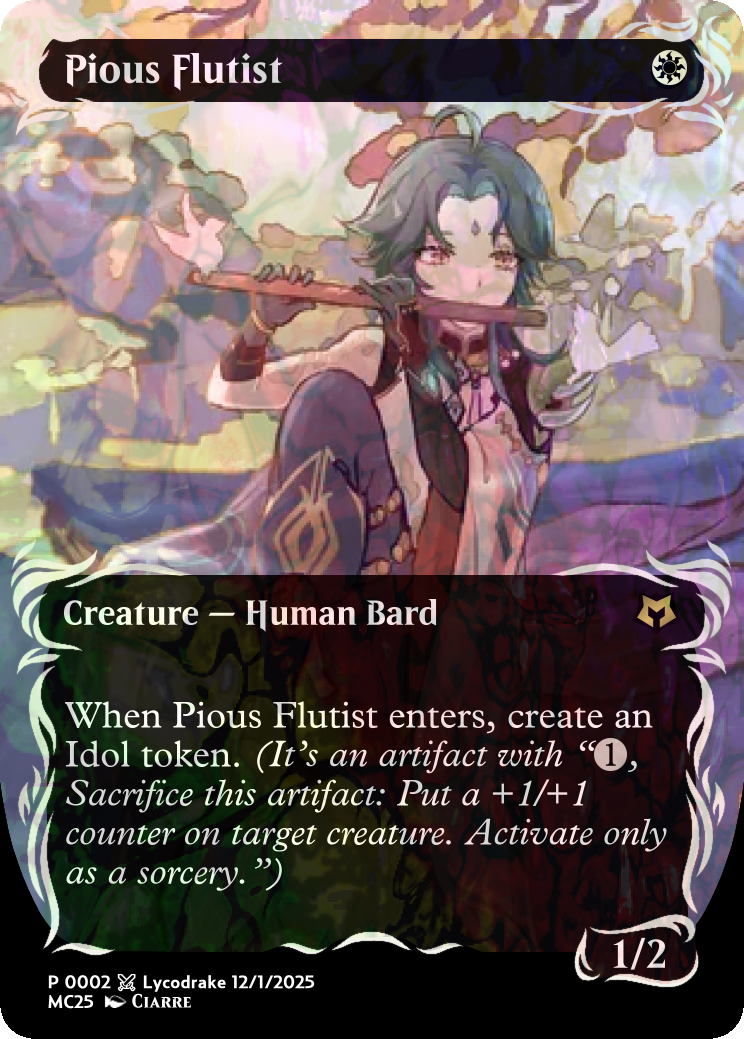 Pious Flutist
Creature — Human Bard
When Pious Flutist enters, create an
Idol token. (It's an artifact with “1,
Sacrifice this artifact: Put a +1/+1
counter on target creature. Activate only
as a sorcery.”)
1/2
P 0002 Lycodrake 12/1/2025
MC25 Ciarre